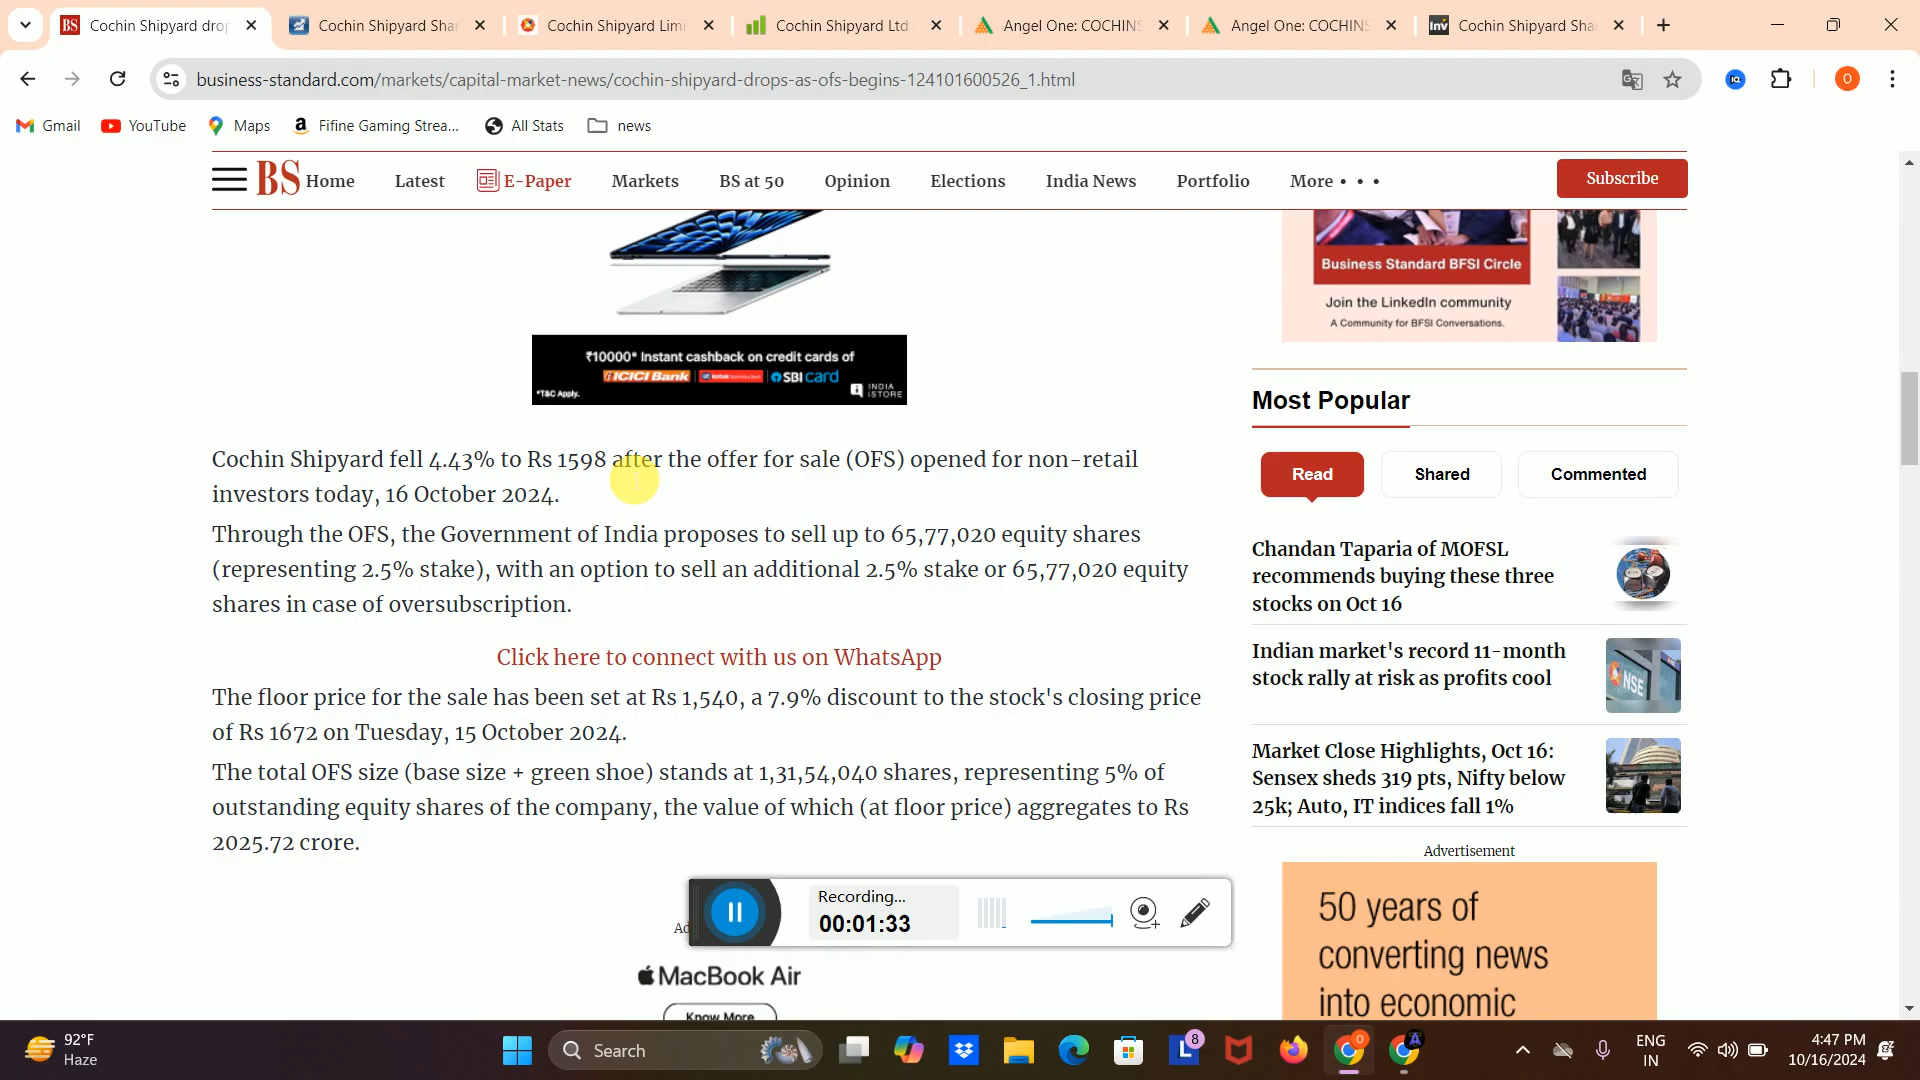 BS Cochin Shipyard drop
Cochin Shipyard Sha
Cochin Shipyard Limi
Cochin Shipyard Ltd
Angel One: COCHINS
Angel One: COCHINS
Inv Cochin Shipyard Sha
business-standard.com/markets/capital-market-news/cochin-shipyard-drops-as-ofs-begins-124101600526_1.html
IQ
O
Gmail
YouTube
Maps
Fifine Gaming Strea...
All Stats
news
BS Home Latest E-Paper Markets BS at 50 Opinion Elections India News Portfolio More • • •
Subscribe
Business Standard BFSI Circle
Join the LinkedIn community
A Community for BFSI Conversations.
₹10000* Instant cashback on credit cards of
ICICI Bank kotak SBI card
*T&C Apply.
INDIA
iSTORE
Most Popular
Read Shared Commented
Cochin Shipyard fell 4.43% to Rs 1598 after the offer for sale (OFS) opened for non-retail
investors today, 16 October 2024.
Through the OFS, the Government of India proposes to sell up to 65,77,020 equity shares
(representing 2.5% stake), with an option to sell an additional 2.5% stake or 65,77,020 equity
shares in case of oversubscription.
Click here to connect with us on WhatsApp
The floor price for the sale has been set at Rs 1,540, a 7.9% discount to the stock's closing price
of Rs 1672 on Tuesday, 15 October 2024.
The total OFS size (base size + green shoe) stands at 1,31,54,040 shares, representing 5% of
outstanding equity shares of the company, the value of which (at floor price) aggregates to Rs
2025.72 crore.
Chandan Taparia of MOFSL
recommends buying these three
stocks on Oct 16
Indian market's record 11-month
stock rally at risk as profits cool
NSE
Market Close Highlights, Oct 16:
Sensex sheds 319 pts, Nifty below
25k; Auto, IT indices fall 1%
Advertisement
50 years of
converting news
into economic
Recording...
00:01:33
Ad
MacBook Air
Know More
92°F
Haze
Search
L
8
O
A
ENG
IN
4:47 PM
10/16/2024